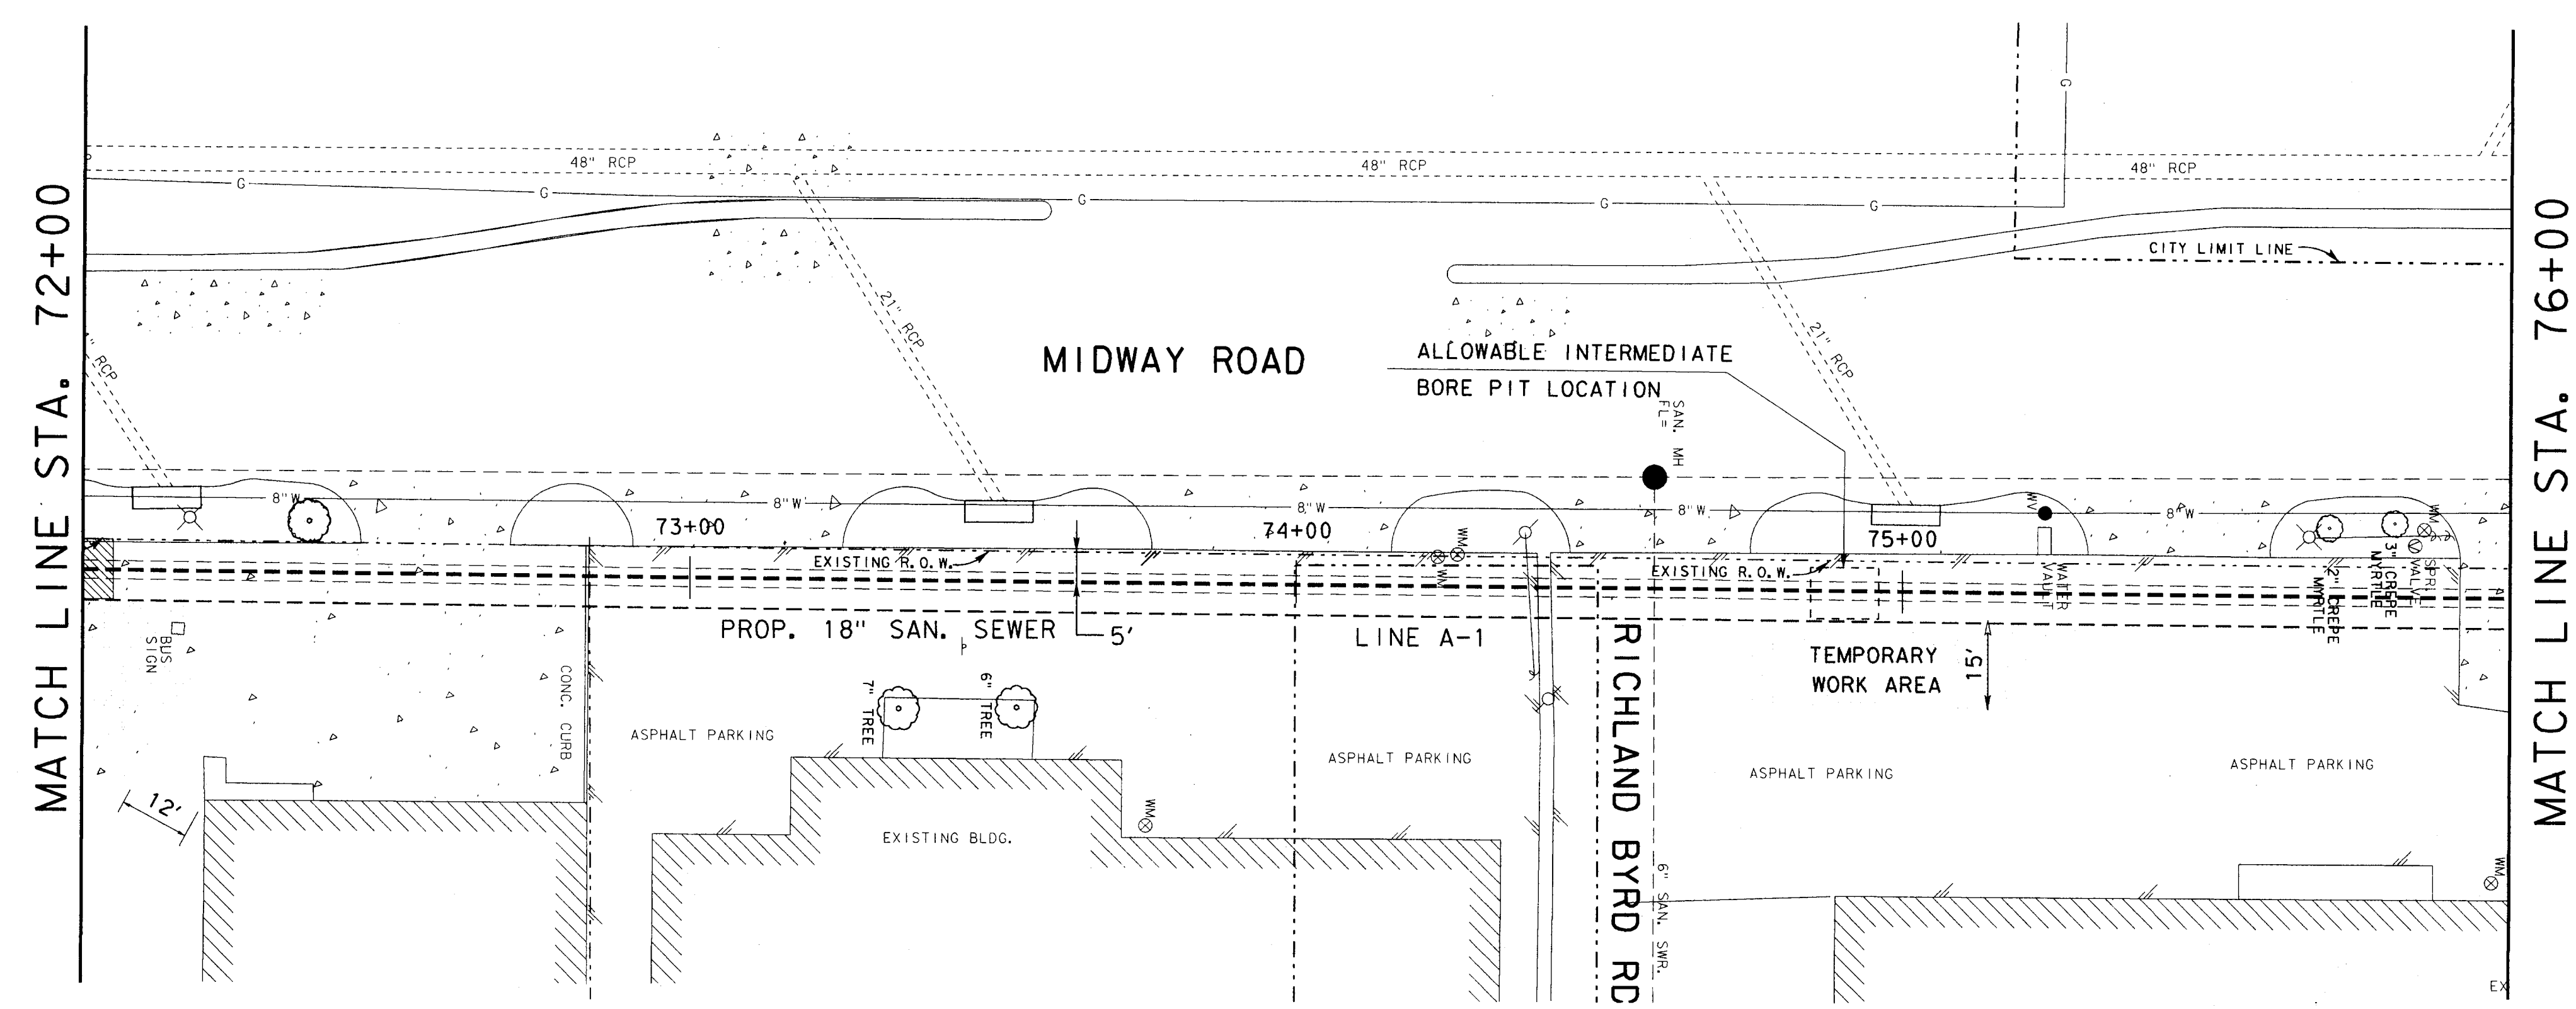 MATCH LINE STA. 72+00
MATCH LINE STA. 76+00
48" RCP
48" RCP
48" RCP
G
G
G
G
G
G
CITY LIMIT LINE
21" RCP
21" RCP
" RCP
MIDWAY ROAD
ALLOWABLE INTERMEDIATE
BORE PIT LOCATION
SAN. MH
FL=
8" W
8" W
8" W
8" W
8" W
73+00
74+00
75+00
WM
WM
WV
WM
EXISTING R.O.W.
EXISTING R.O.W.
WATER
VAULT
2" CREPE
MYRTLE
3" CREPE
MYRTLE
SPR.
VALVE
PROP. 18" SAN. SEWER
5'
LINE A-1
BUS
SIGN
CONC. CURB
7" TREE
6" TREE
RICHLAND BYRD RD
TEMPORARY
WORK AREA
15'
ASPHALT PARKING
ASPHALT PARKING
ASPHALT PARKING
ASPHALT PARKING
12'
WM
EXISTING BLDG.
6" SAN. SWR.
WM
EX